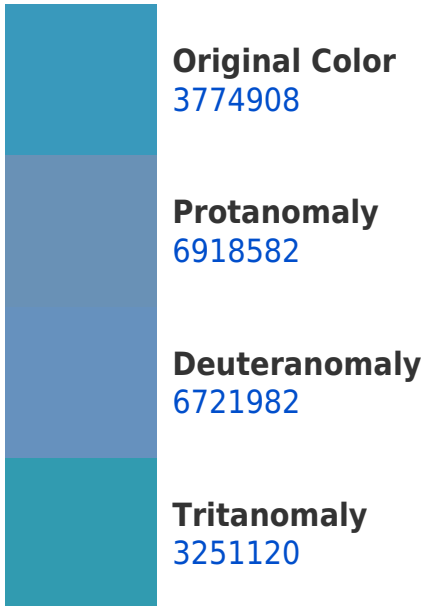 Original Color
3774908
Protanomaly
6918582
Deuteranomaly
6721982
Tritanomaly
3251120